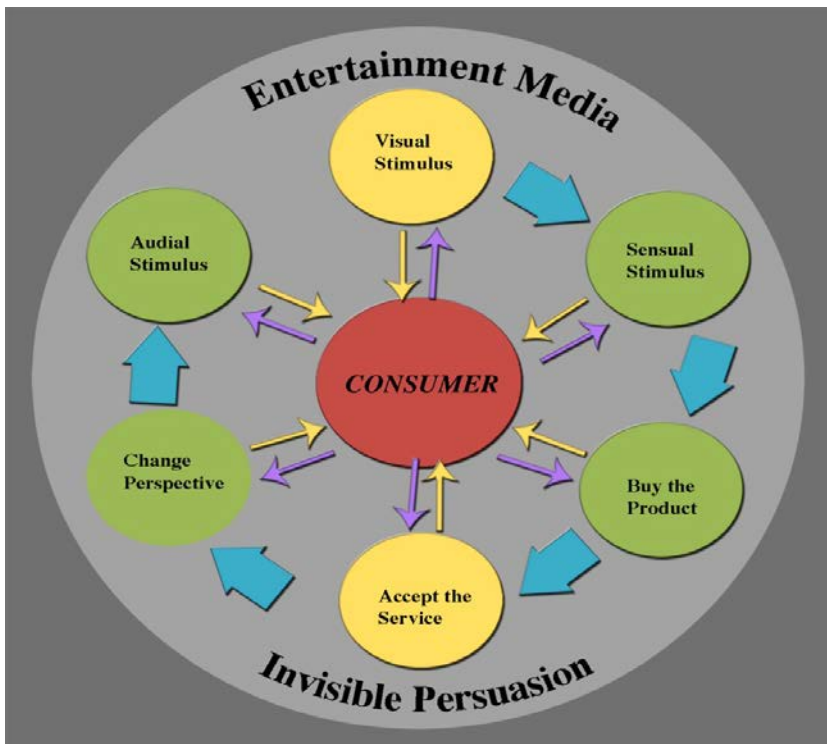 Entertainment Media
Visual
Stimulus
Audial
Stimulus
Sensual
Stimulus
CONSUMER
Change
Perspective
Buy the
Product
Accept the
Service
Invisible Persuasion